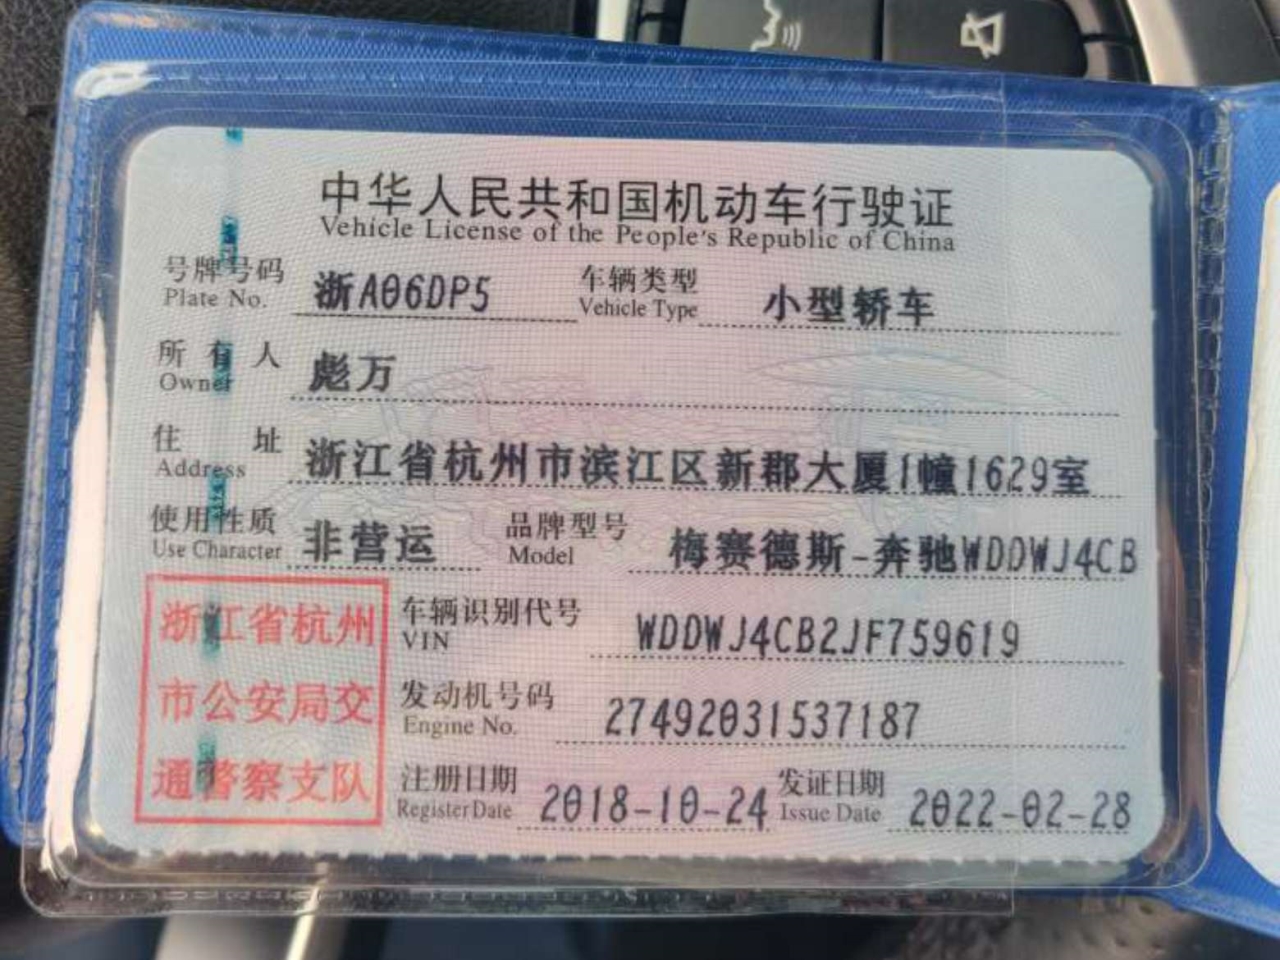 中华人民共和国机动车行驶证
Vehicle License of the People's Republic of China
号牌号码 浙A06DP5 车辆类型 小型轿车
Plate No. Vehicle Type
所有人 彪万
Owner
住址 浙江省杭州市滨江区新郡大厦1幢1629室
Address
使用性质 非营运 品牌型号 梅赛德斯-奔驰WDDWJ4CB
Use Character Model
车辆识别代号 WDDWJ4CB2JF759619
VIN
发动机号码 27492031537187
Engine No.
注册日期 2018-10-24 发证日期 2022-02-28
Register Date Issue Date
浙江省杭州
市公安局交
通警察支队